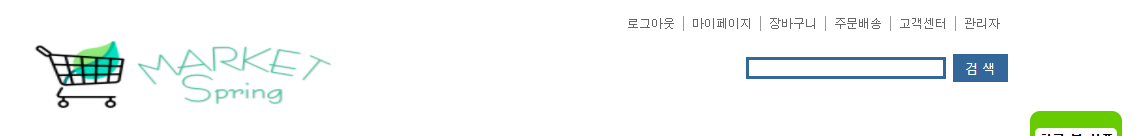 로그아웃 | 마이페이지 | 장바구니 | 주문배송 | 고객센터 | 관리자
MARKET
Spring
검 색